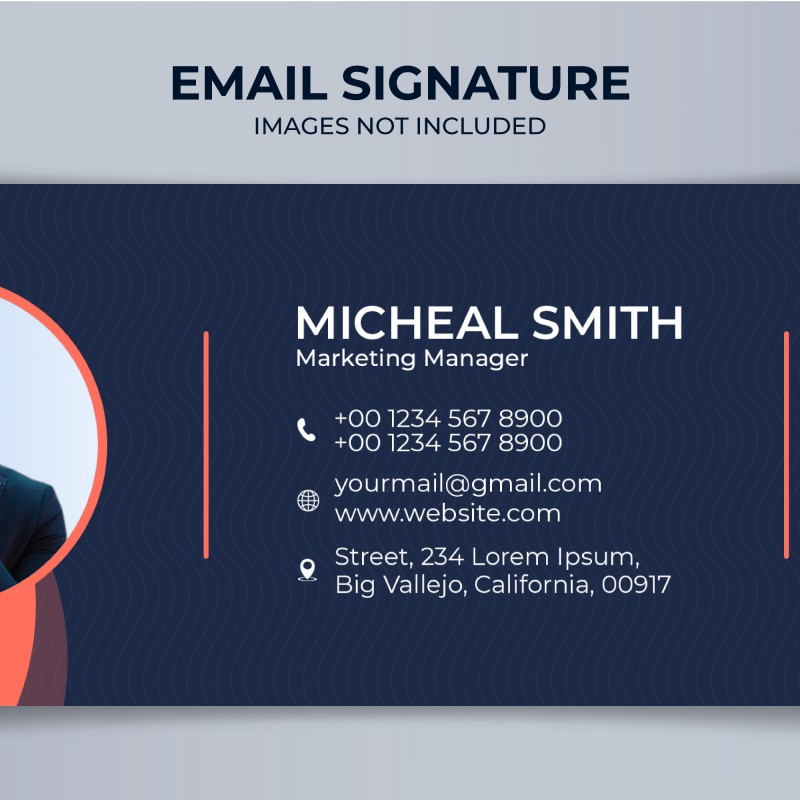 EMAIL SIGNATURE
IMAGES NOT INCLUDED
MICHEAL SMITH
Marketing Manager
+00 1234 567 8900
+00 1234 567 8900
yourmail@gmail.com
www.website.com
Street, 234 Lorem Ipsum,
Big Vallejo, California, 00917